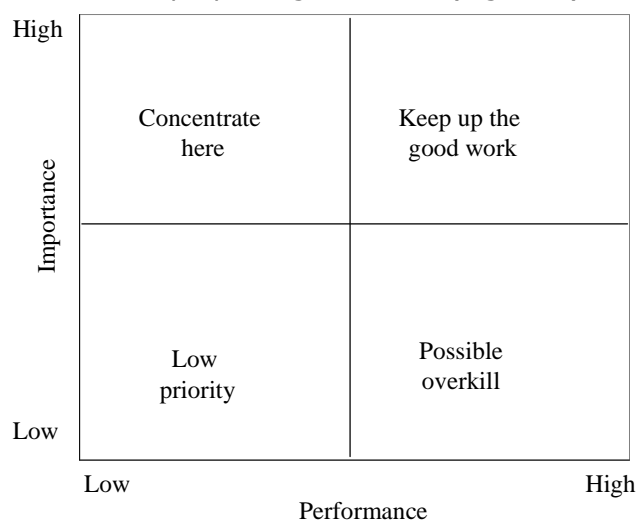 High
Concentrate
here
Keep up the
good work
Importance
Low
priority
Possible
overkill
Low
Low
High
Performance